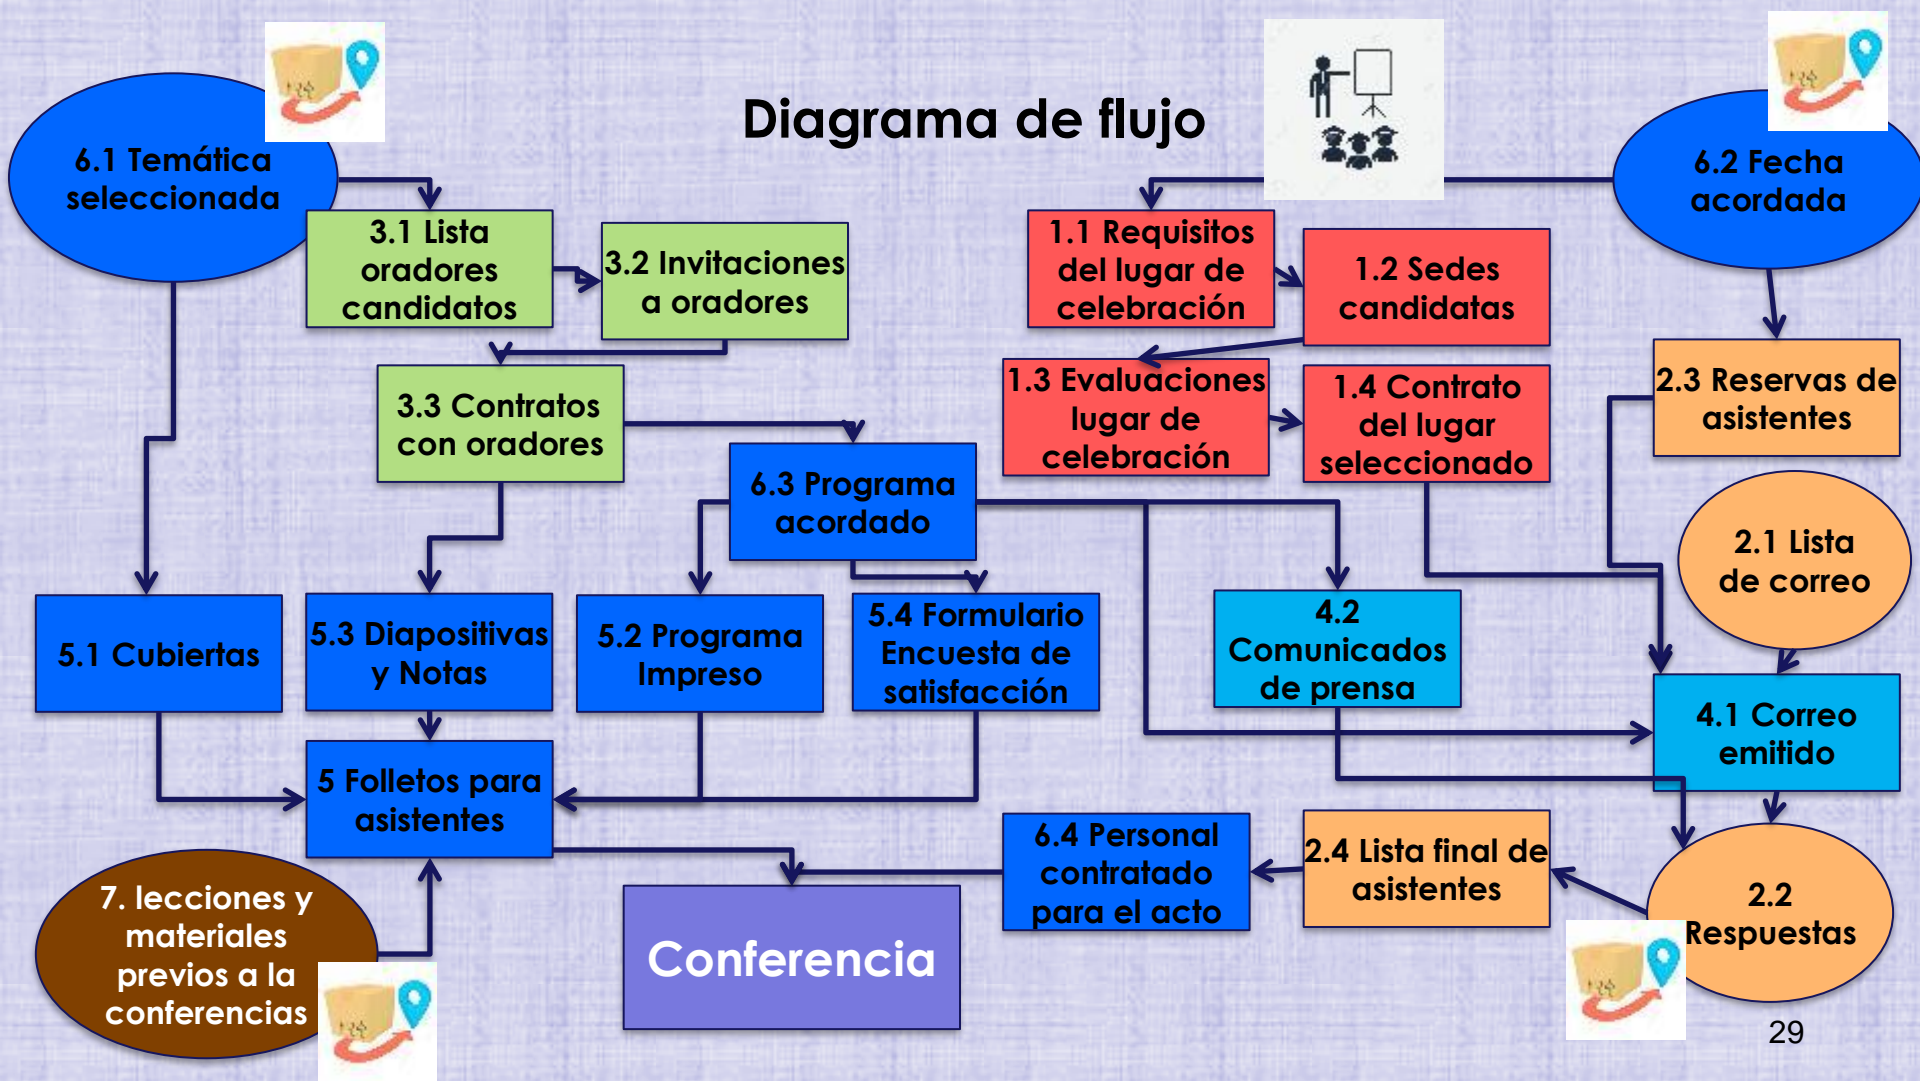 Diagrama de flujo
6.1 Temática
seleccionada
6.2 Fecha
acordada
3.1 Lista
oradores
candidatos
3.2 Invitaciones
a oradores
1.1 Requisitos
del lugar de
celebración
1.2 Sedes
candidatas
3.3 Contratos
con oradores
1.3 Evaluaciones
lugar de
celebración
1.4 Contrato
del lugar
seleccionado
2.3 Reservas de
asistentes
6.3 Programa
acordado
2.1 Lista
de correo
5.1 Cubiertas
5.3 Diapositivas
y Notas
5.2 Programa
Impreso
5.4 Formulario
Encuesta de
satisfacción
4.2
Comunicados
de prensa
4.1 Correo
emitido
5 Folletos para
asistentes
6.4 Personal
contratado
para el acto
2.4 Lista final de
asistentes
2.2
Respuestas
7. lecciones y
materiales
previos a la
conferencias
Conferencia
29